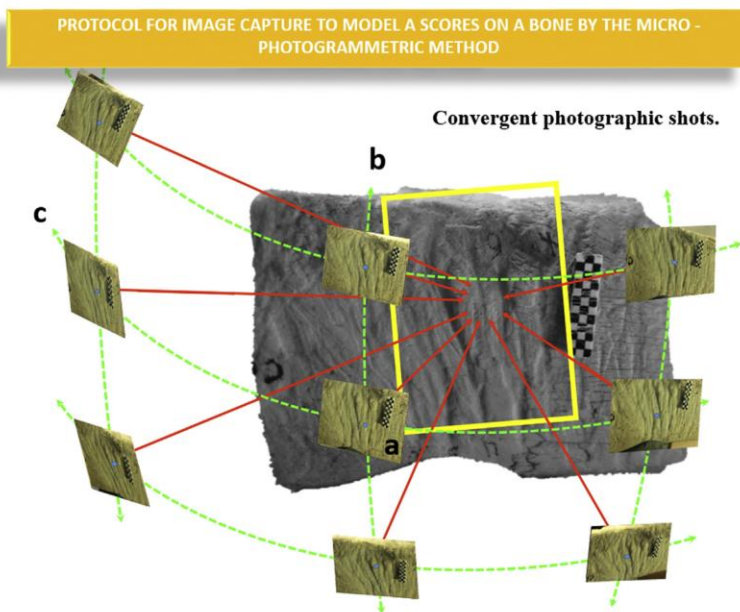 PROTOCOL FOR IMAGE CAPTURE TO MODEL A SCORES ON A BONE BY THE MICRO -
PHOTOGRAMMETRIC METHOD
Convergent photographic shots.
b
c
a